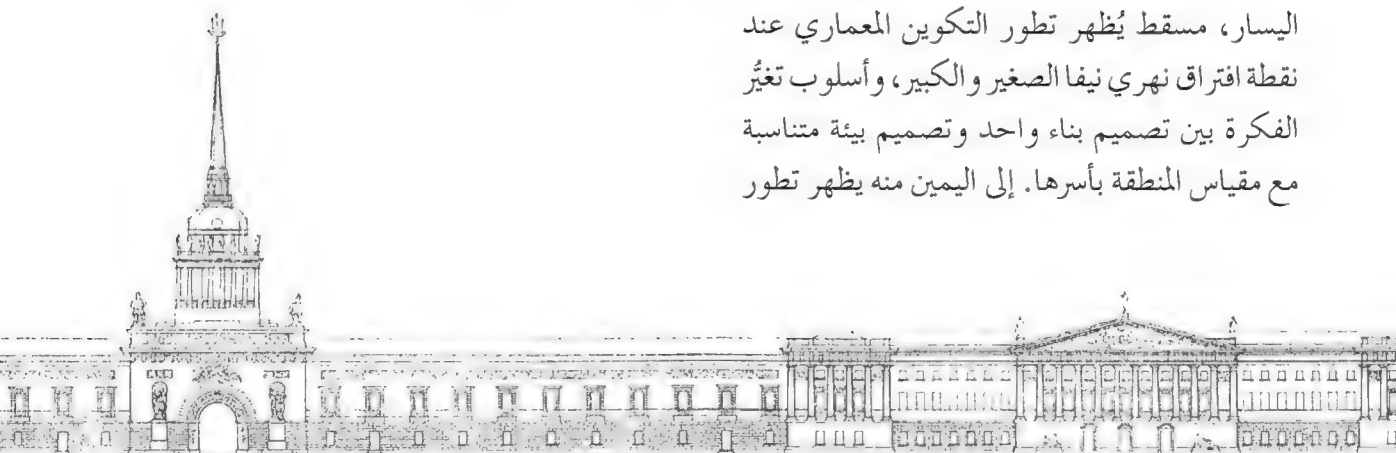 اليسار، مسقط يُظهر تطور التكوين المعماري عند
نقطة افتراق نهري نيفا الصغير والكبير، وأسلوب تغيُّر
الفكرة بين تصميم بناء واحد وتصميم بيئة متناسبة
مع مقياس المنطقة بأسرها. إلى اليمين منه يظهر تطور